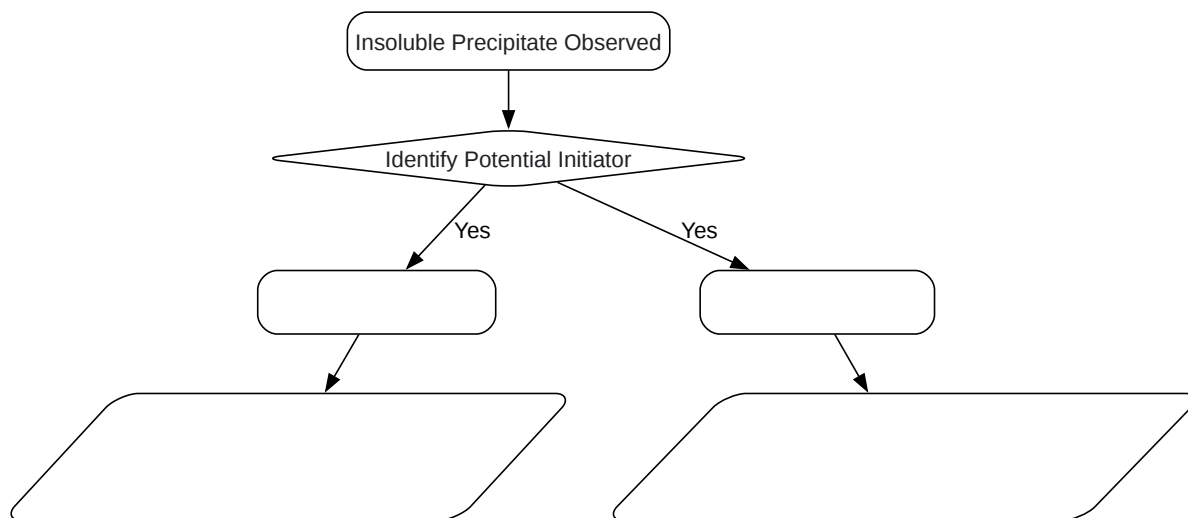 Insoluble Precipitate Observed
Identify Potential Initiator
Yes
Yes